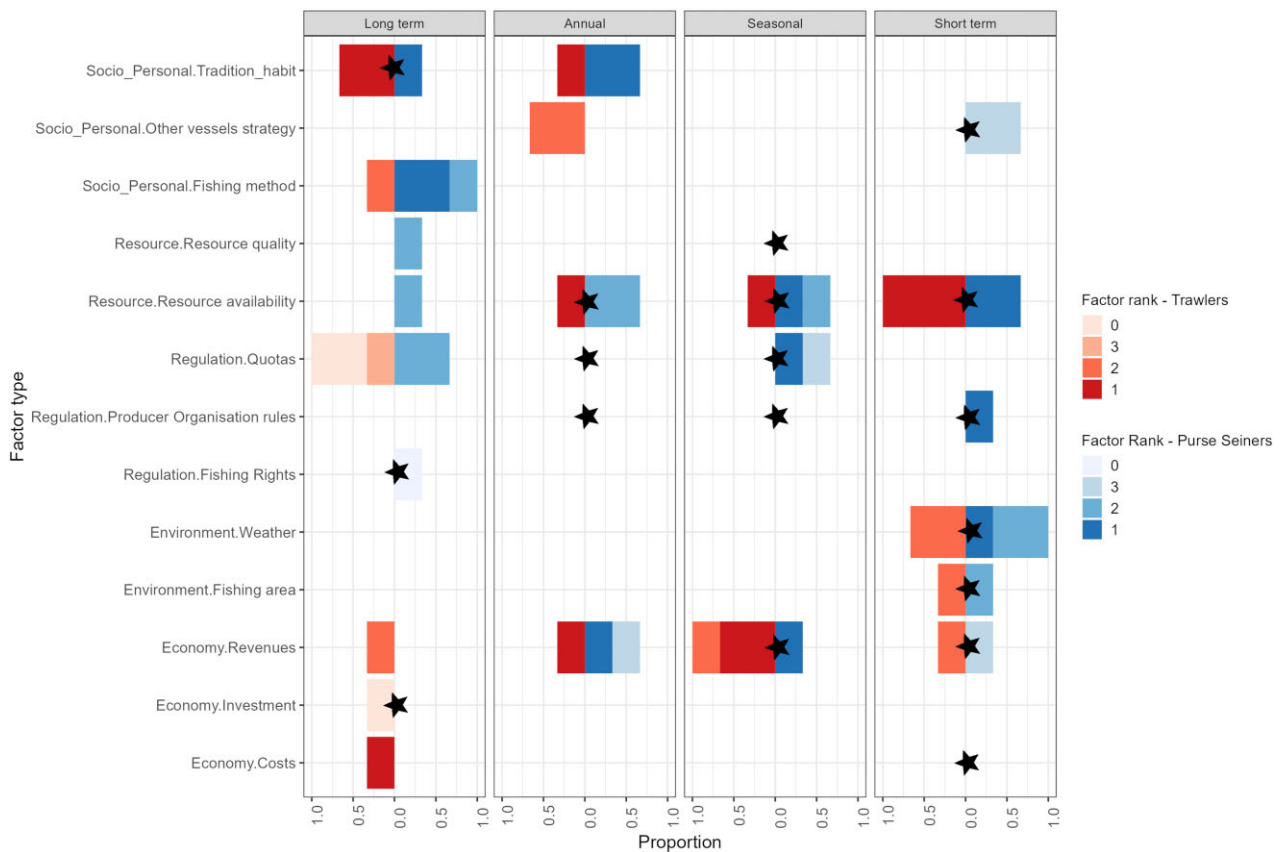 Long term
Annual
Seasonal
Short term
Factor type
Socio_Personal.Tradition_habit
Socio_Personal.Other vessels strategy
Socio_Personal.Fishing method
Resource.Resource quality
Resource.Resource availability
Regulation.Quotas
Regulation.Producer Organisation rules
Regulation.Fishing Rights
Environment.Weather
Environment.Fishing area
Economy.Revenues
Economy.Investment
Economy.Costs
1.0 0.5 0.0 0.5 1.0
1.0 0.5 0.0 0.5 1.0
1.0 0.5 0.0 0.5 1.0
1.0 0.5 0.0 0.5 1.0
Proportion
Factor rank - Trawlers
0
3
2
1
Factor Rank - Purse Seiners
0
3
2
1